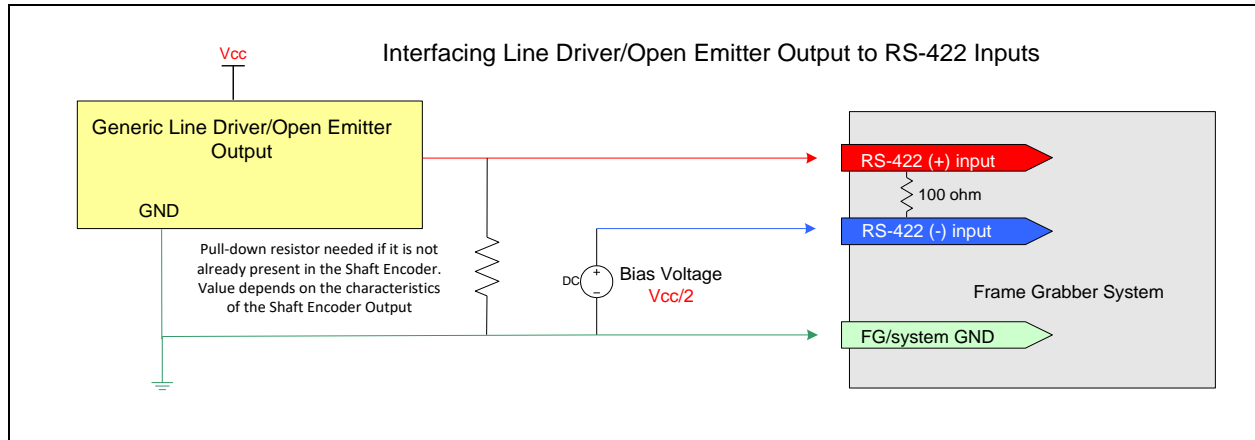 Interfacing Line Driver/Open Emitter Output to RS-422 Inputs
Vcc
Generic Line Driver/Open Emitter
Output
GND
Pull-down resistor needed if it is not
already present in the Shaft Encoder.
Value depends on the characteristics
of the Shaft Encoder Output
DC
+
−
Bias Voltage
Vcc/2
RS-422 (+) input
100 ohm
RS-422 (-) input
Frame Grabber System
FG/system GND